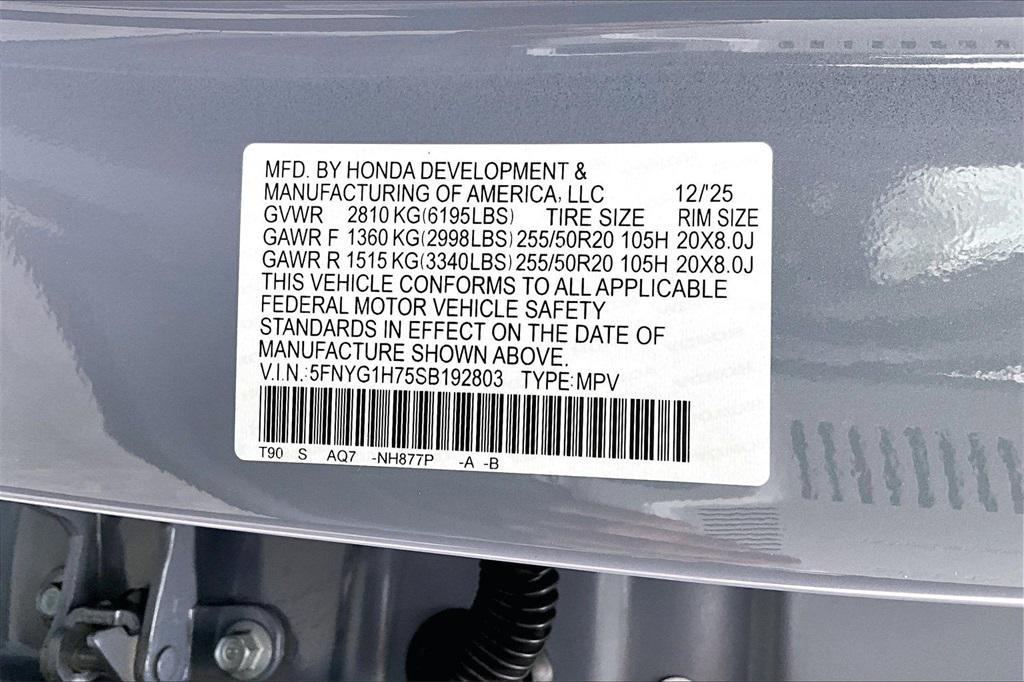 MFD. BY HONDA DEVELOPMENT &
MANUFACTURING OF AMERICA, LLC 12/'25
GVWR 2810 KG(6195LBS) TIRE SIZE RIM SIZE
GAWR F 1360 KG(2998LBS) 255/50R20 105H 20X8.0J
GAWR R 1515 KG(3340LBS) 255/50R20 105H 20X8.0J
THIS VEHICLE CONFORMS TO ALL APPLICABLE
FEDERAL MOTOR VEHICLE SAFETY
STANDARDS IN EFFECT ON THE DATE OF
MANUFACTURE SHOWN ABOVE.
V.I.N.:5FNYG1H75SB192803 TYPE:MPV
T90 S AQ7 -NH877P -A -B